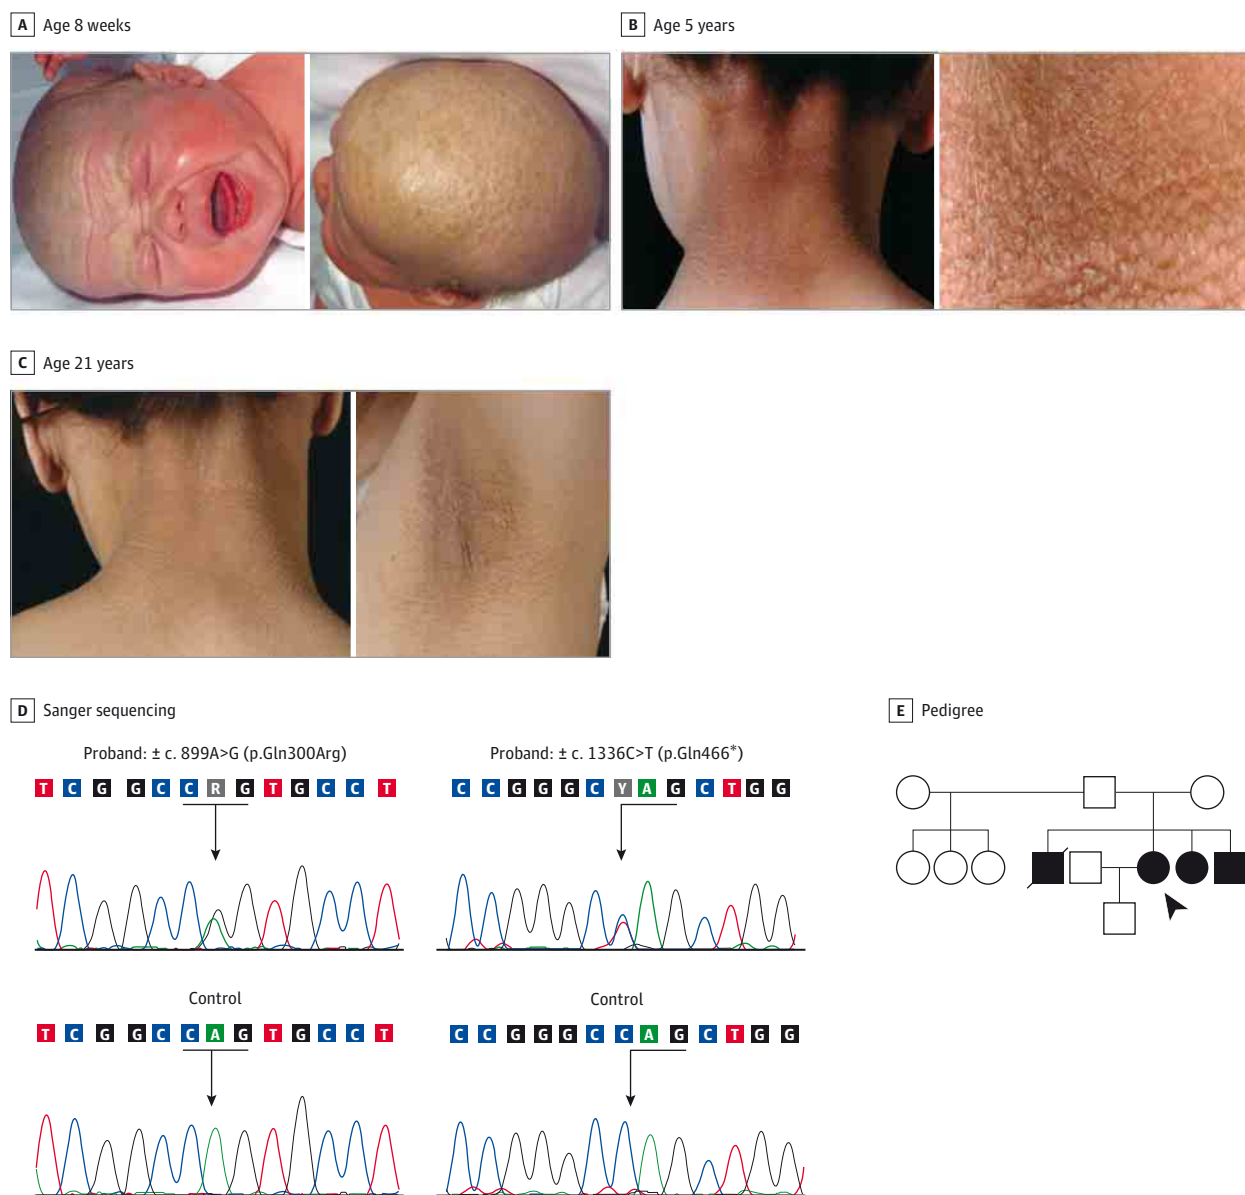 A Age 8 weeks
B Age 5 years
C Age 21 years
D Sanger sequencing
E Pedigree
Proband: ± c. 899A>G (p.Gln300Arg)
Proband: ± c. 1336C>T (p.Gln466*)
T C G G C C R G T G C C T
C C G G G C Y A G C T G G
Control
Control
T C G G C C A G T G C C T
C C G G G C C A G C T G G